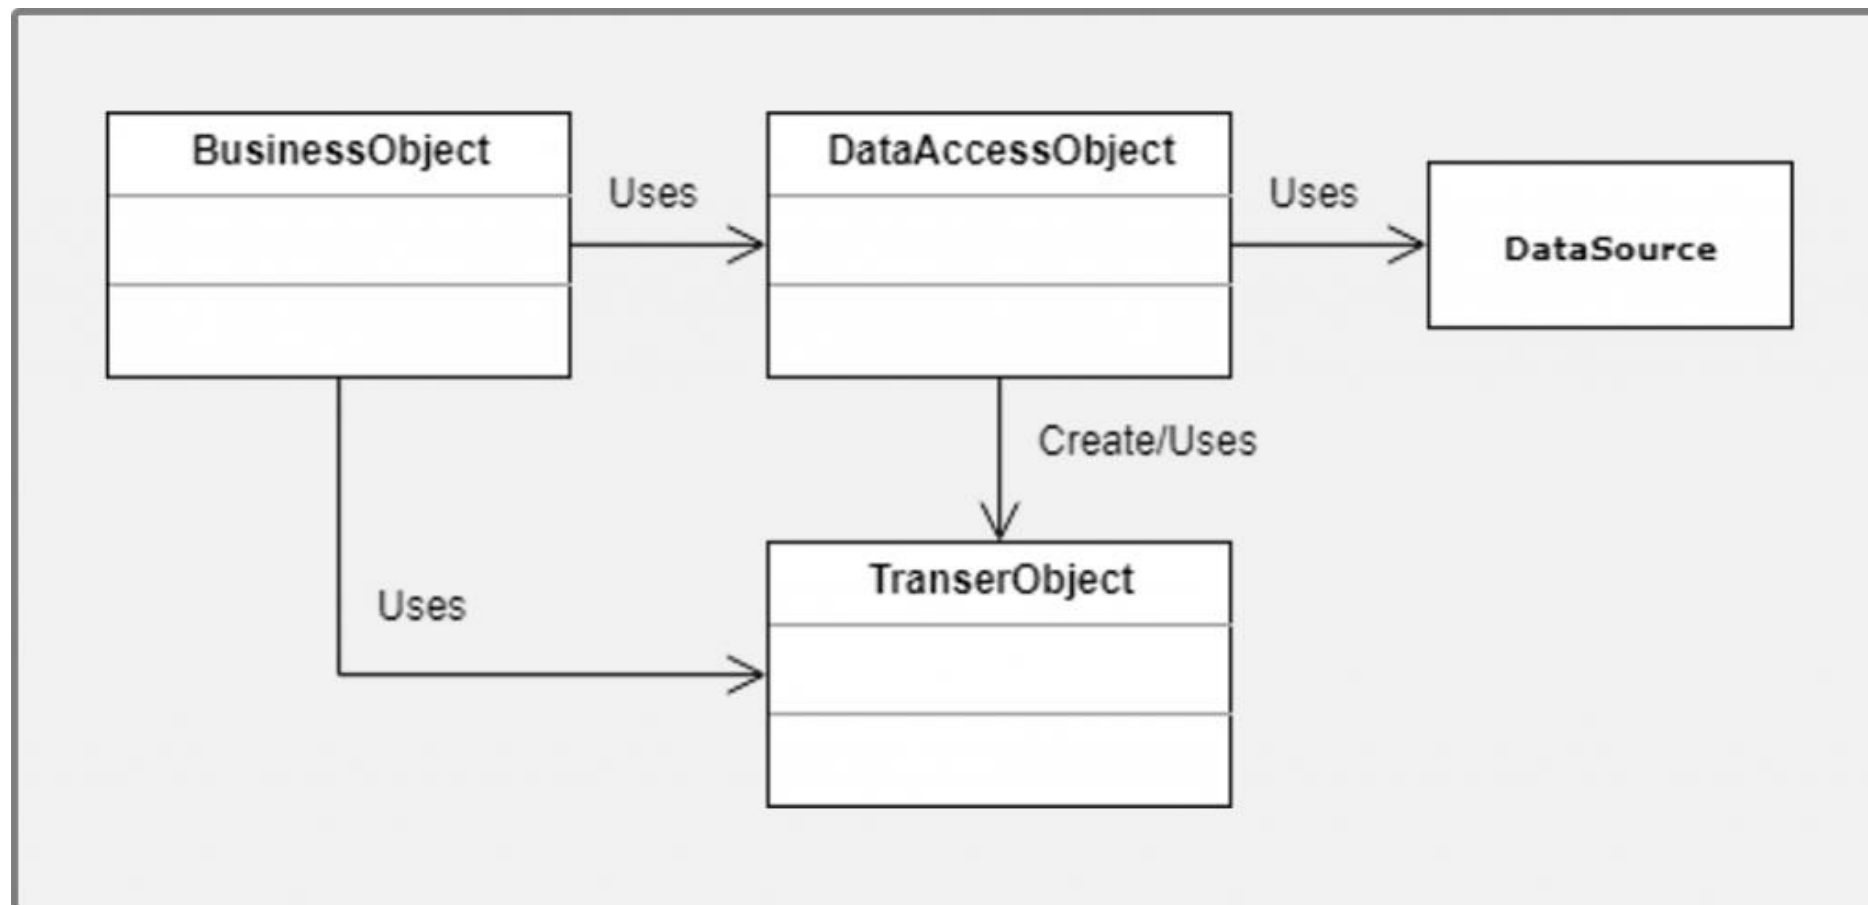 BusinessObject
DataAccessObject
Uses
Uses
DataSource
Create/Uses
TranserObject
Uses